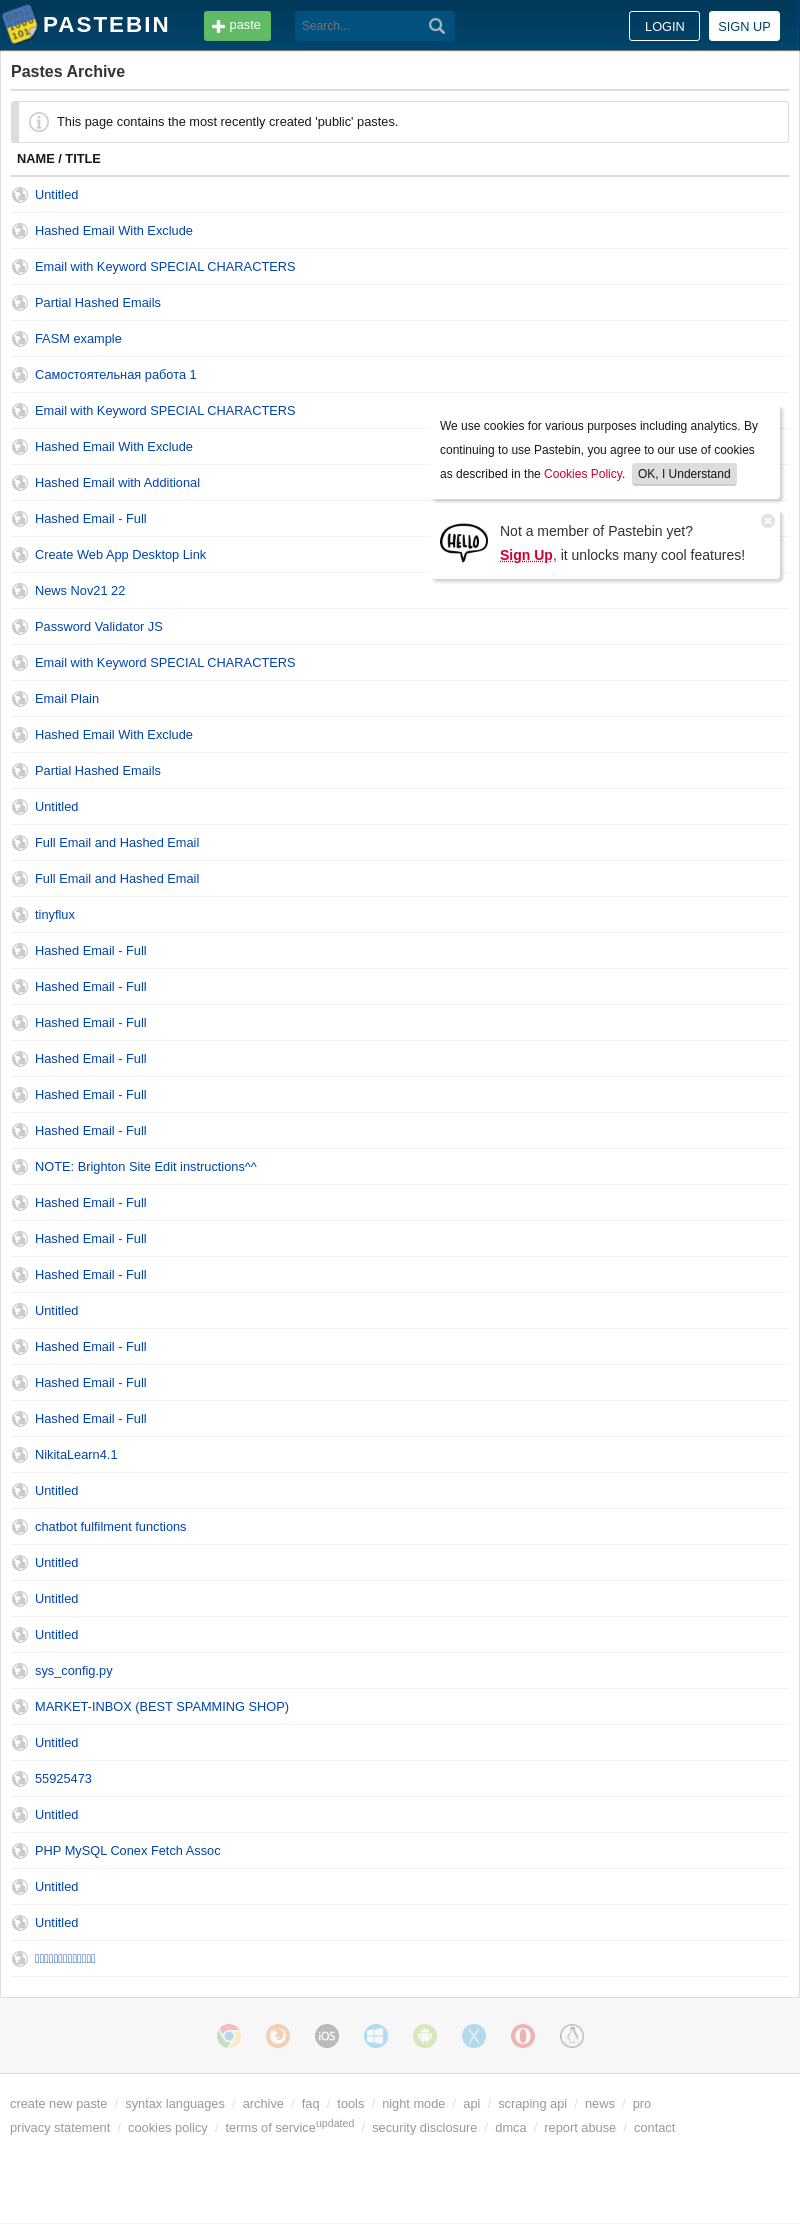 PASTEBIN
paste
Search...
LOGIN
SIGN UP
Pastes Archive
This page contains the most recently created 'public' pastes.
NAME / TITLE
Untitled
Hashed Email With Exclude
Email with Keyword SPECIAL CHARACTERS
Partial Hashed Emails
FASM example
Самостоятельная работа 1
Email with Keyword SPECIAL CHARACTERS
Hashed Email With Exclude
Hashed Email with Additional
Hashed Email - Full
Create Web App Desktop Link
We use cookies for various purposes including analytics. By
continuing to use Pastebin, you agree to our use of cookies
as described in the Cookies Policy. OK, I Understand
HELLO
Not a member of Pastebin yet?
Sign Up, it unlocks many cool features!
News Nov21 22
Password Validator JS
Email with Keyword SPECIAL CHARACTERS
Email Plain
Hashed Email With Exclude
Partial Hashed Emails
Untitled
Full Email and Hashed Email
Full Email and Hashed Email
tinyflux
Hashed Email - Full
Hashed Email - Full
Hashed Email - Full
Hashed Email - Full
Hashed Email - Full
Hashed Email - Full
NOTE: Brighton Site Edit instructions^^
Hashed Email - Full
Hashed Email - Full
Hashed Email - Full
Untitled
Hashed Email - Full
Hashed Email - Full
Hashed Email - Full
NikitaLearn4.1
Untitled
chatbot fulfilment functions
Untitled
Untitled
Untitled
sys_config.py
MARKET-INBOX (BEST SPAMMING SHOP)
Untitled
55925473
Untitled
PHP MySQL Conex Fetch Assoc
Untitled
Untitled
iOS
create new paste / syntax languages / archive / faq / tools / night mode / api / scraping api / news / pro
privacy statement / cookies policy / terms of service updated / security disclosure / dmca / report abuse / contact